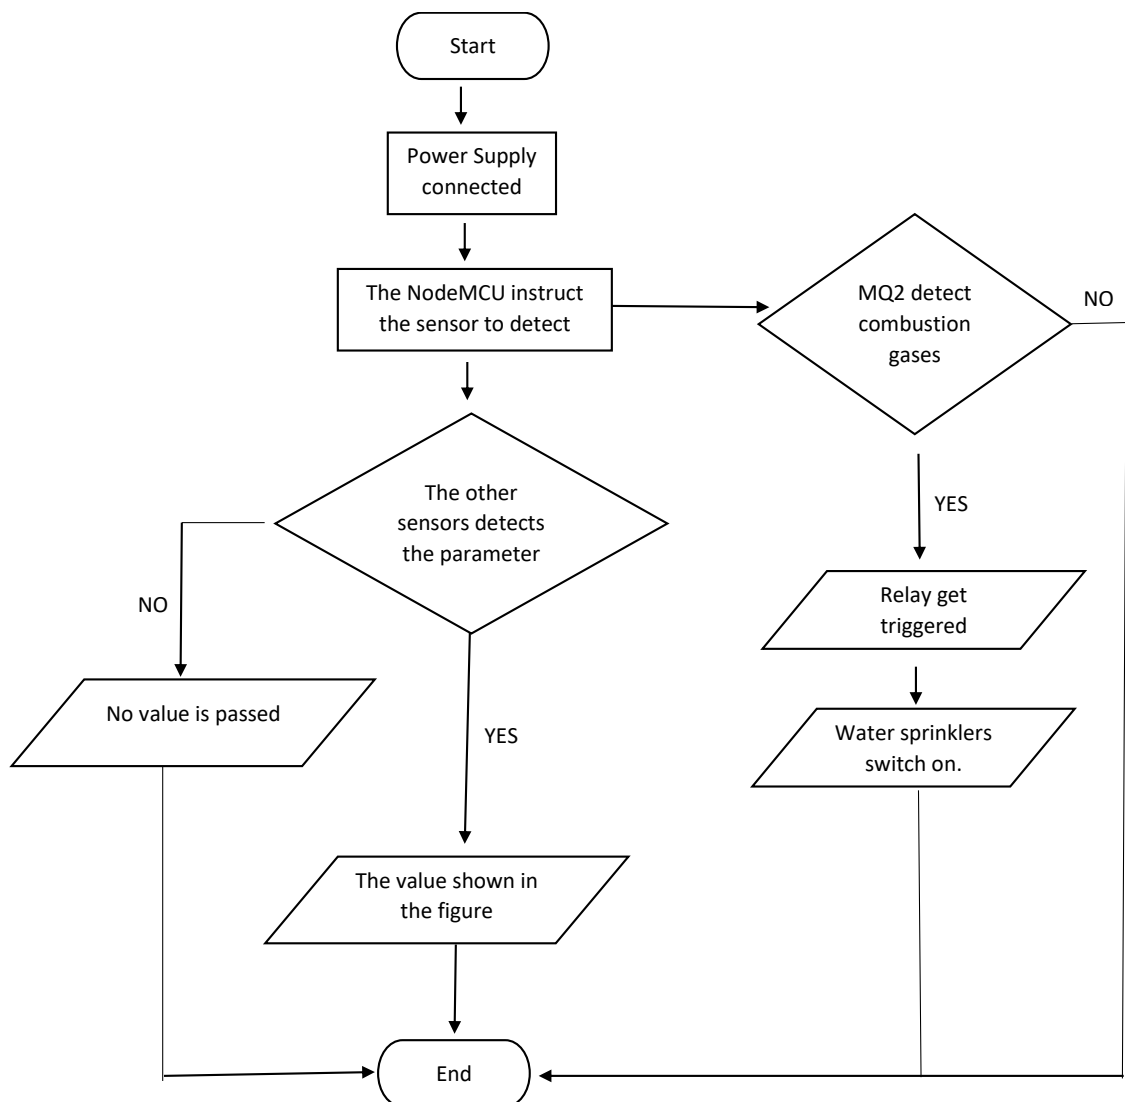 Start
Power Supply
connected
The NodeMCU instruct
the sensor to detect
MQ2 detect
combustion
gases
NO
The other
sensors detects
the parameter
YES
NO
Relay get
triggered
No value is passed
YES
Water sprinklers
switch on.
The value shown in
the figure
End